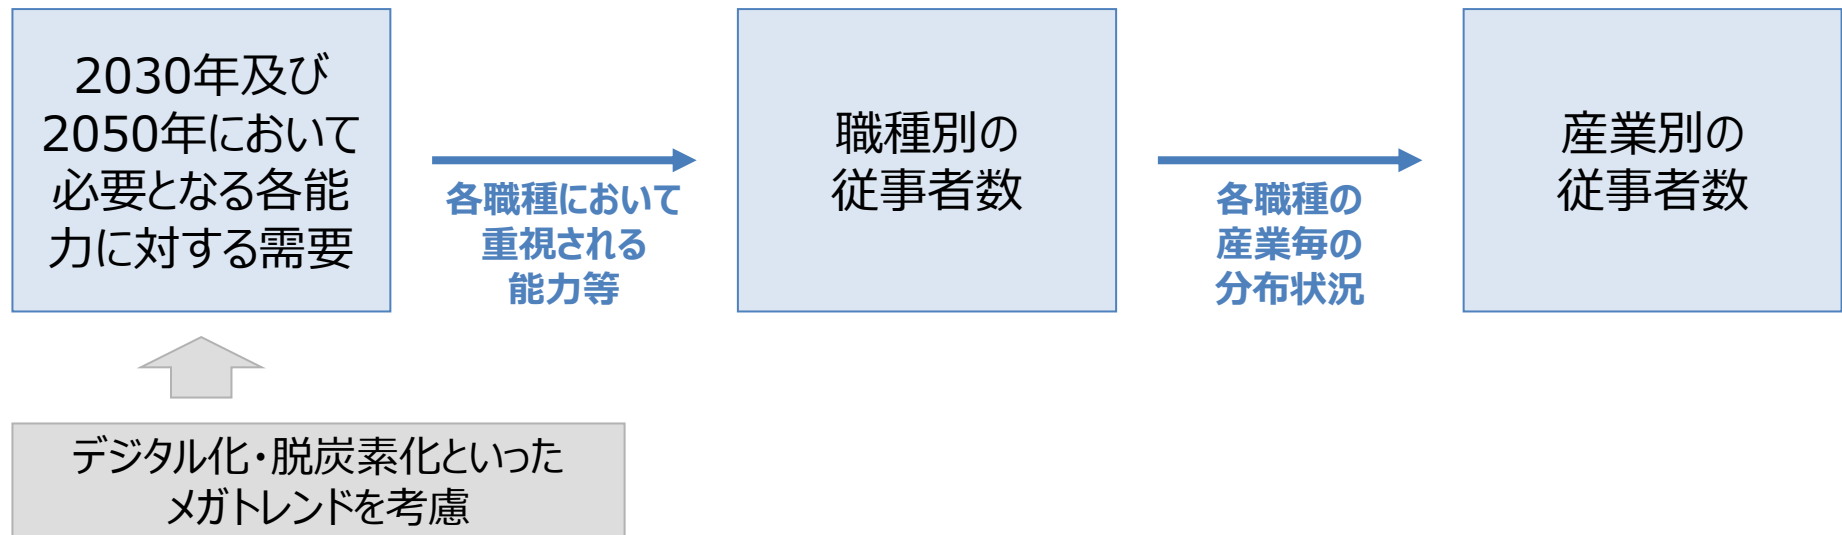 2030年及び
2050年において
必要となる各能
力に対する需要
各職種において
重視される
能力等
職種別の
従事者数
各職種の
産業毎の
分布状況
産業別の
従事者数
デジタル化・脱炭素化といった
メガトレンドを考慮